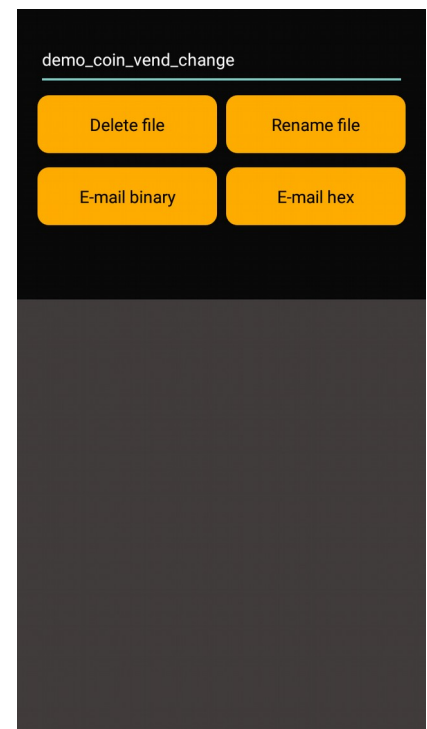 demo_coin_vend_change
Delete file
Rename file
E-mail binary
E-mail hex